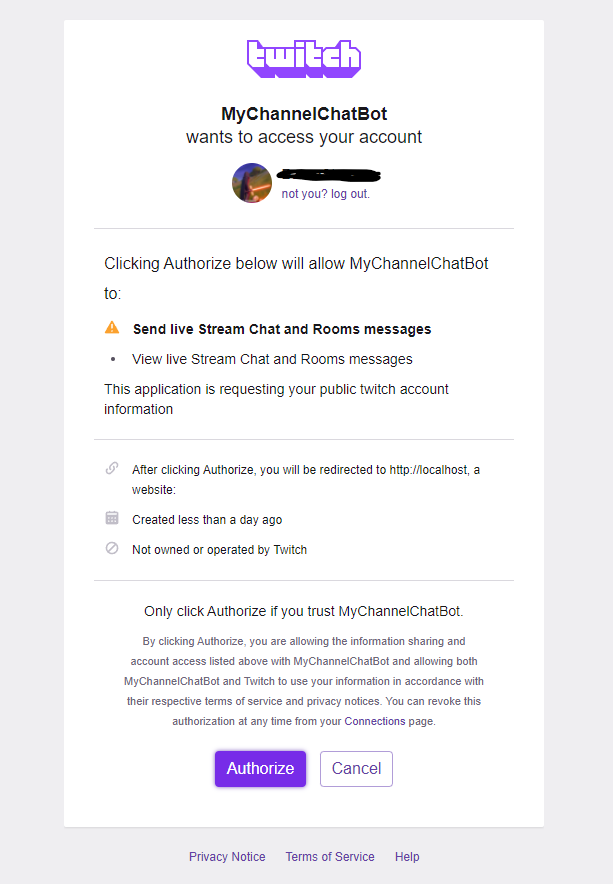 twitch
MyChannelChatBot
wants to access your account
not you? log out.
Clicking Authorize below will allow MyChannelChatBot
to:
Send live Stream Chat and Rooms messages
• View live Stream Chat and Rooms messages
This application is requesting your public twitch account
information
After clicking Authorize, you will be redirected to http://localhost, a
website:
Created less than a day ago
Not owned or operated by Twitch
Only click Authorize if you trust MyChannelChatBot.
By clicking Authorize, you are allowing the information sharing and
account access listed above with MyChannelChatBot and allowing both
MyChannelChatBot and Twitch to use your information in accordance with
their respective terms of service and privacy notices. You can revoke this
authorization at any time from your Connections page.
Authorize Cancel
Privacy Notice Terms of Service Help